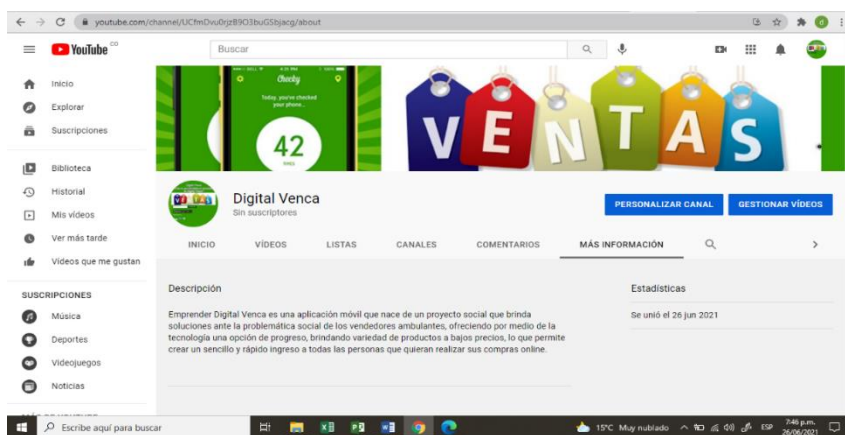 youtube.com/channel/UCfmDvu0rjzB9O3buGSbjacg/about
YouTube CO
Buscar
Inicio
Explorar
Suscripciones
Biblioteca
Historial
Mis vídeos
Ver más tarde
Vídeos que me gustan
SUSCRIPCIONES
Música
Deportes
Videojuegos
Noticias
Checky
Today, you've checked
your phone...
42
TIMES
VENTAS
Digital Venca
Sin suscriptores
PERSONALIZAR CANAL
GESTIONAR VÍDEOS
INICIO VÍDEOS LISTAS CANALES COMENTARIOS MÁS INFORMACIÓN
Descripción
Emprender Digital Venca es una aplicación móvil que nace de un proyecto social que brinda
soluciones ante la problemática social de los vendedores ambulantes, ofreciendo por medio de la
tecnología una opción de progreso, brindando variedad de productos a bajos precios, lo que permite
crear un sencillo y rápido ingreso a todas las personas que quieran realizar sus compras online.
Estadísticas
Se unió el 26 jun 2021
Escribe aquí para buscar
15°C Muy nublado
ESP
7:46 p.m.
26/06/2021